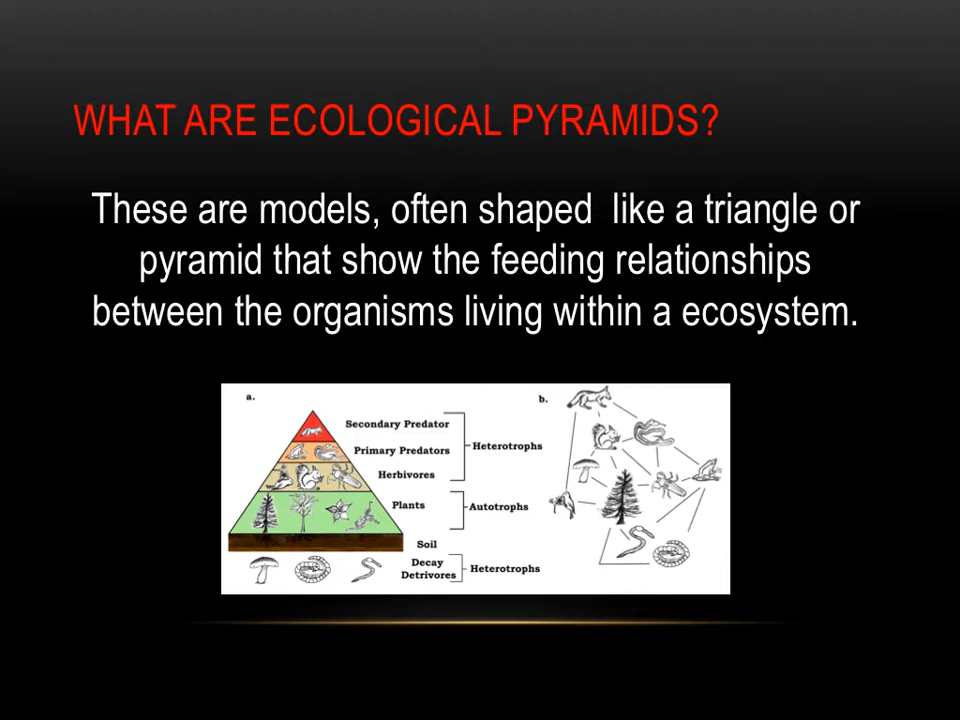 WHAT ARE ECOLOGICAL PYRAMIDS?
These are models, often shaped like a triangle or
pyramid that show the feeding relationships
between the organisms living within a ecosystem.
a.
b.
Secondary Predator
Primary Predators
Heterotrophs
Herbivores
Plants
Autotrophs
Soil
Decay
Detrivores
Heterotrophs